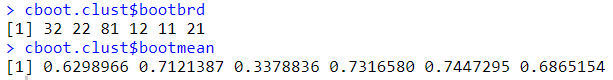 > cboot.clust$bootbrd
[1] 32 22 81 12 11 21
> cboot.clust$bootmean
[1] 0.6298966 0.7121387 0.3378836 0.7316580 0.7447295 0.6865154